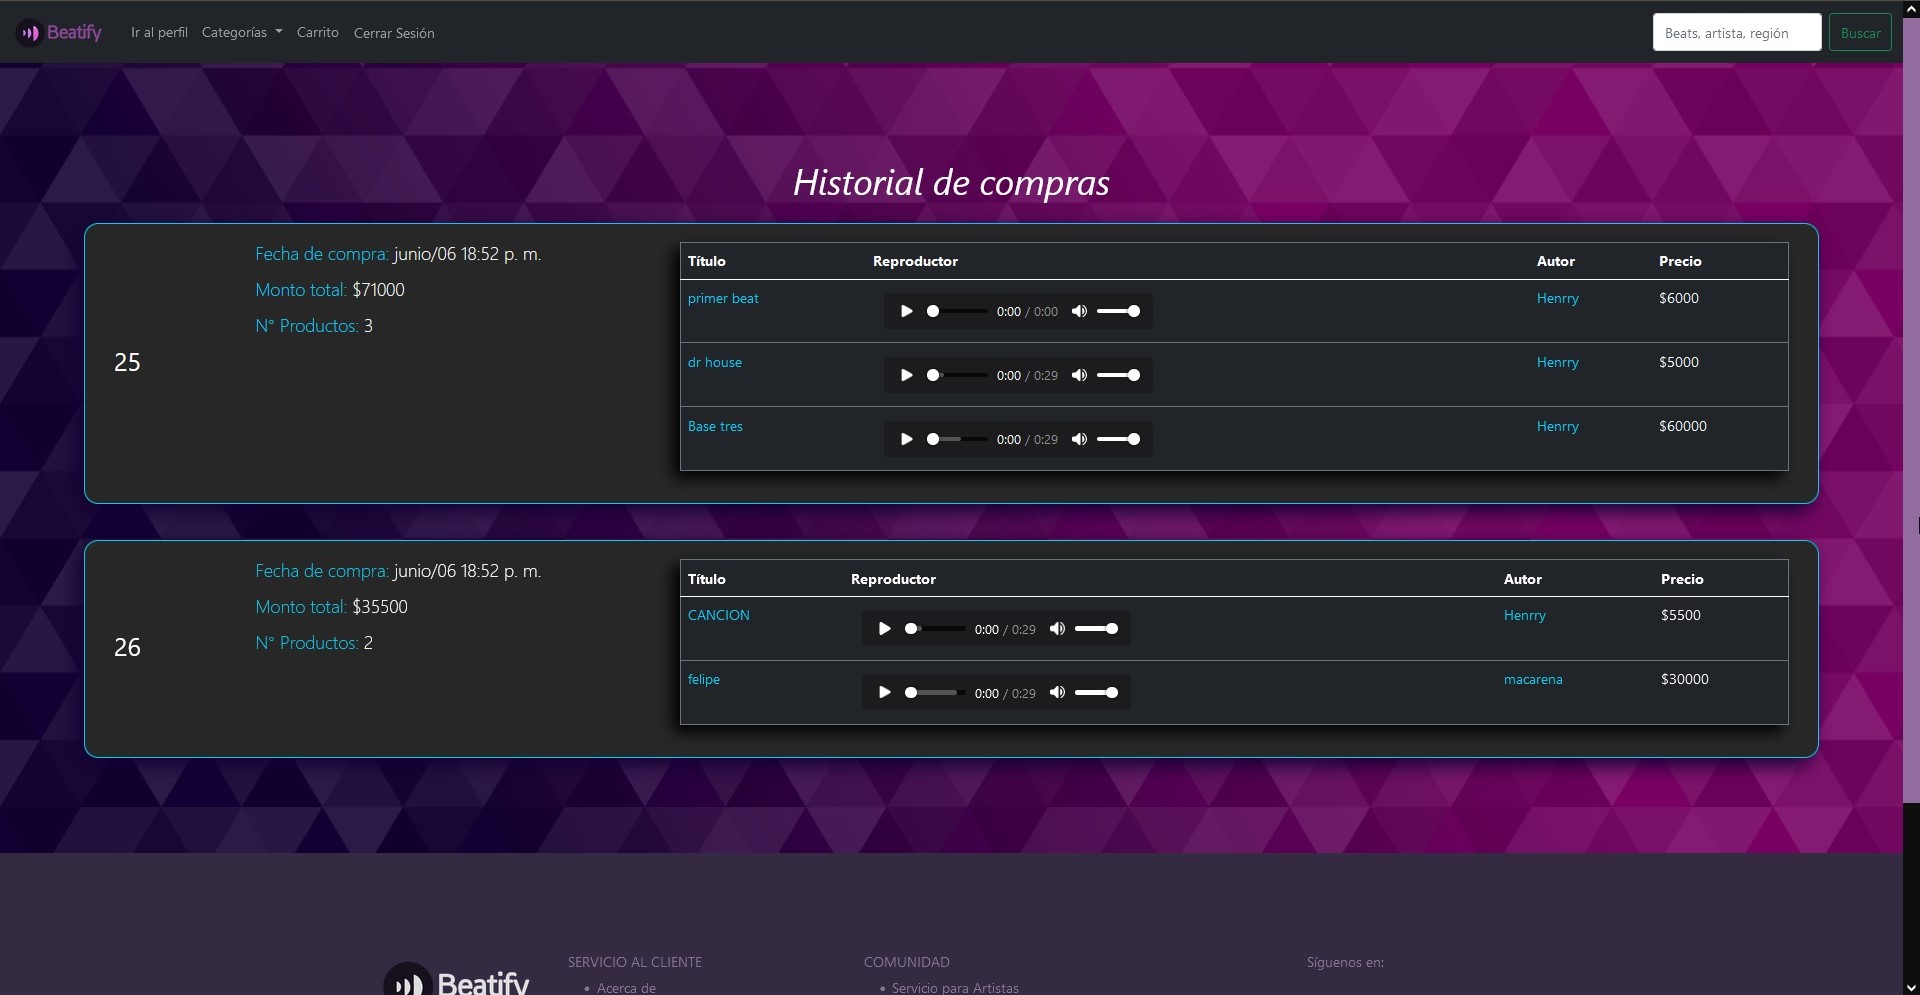 Beatify Ir al perfil Categorías Carrito Cerrar Sesión Beats, artista, región Buscar
Historial de compras
25
Fecha de compra: junio/06 18:52 p. m.
Monto total: $71000
N° Productos: 3
Título Reproductor Autor Precio
primer beat 0:00 / 0:00 Henrry $6000
dr house 0:00 / 0:29 Henrry $5000
Base tres 0:00 / 0:29 Henrry $60000
26
Fecha de compra: junio/06 18:52 p. m.
Monto total: $35500
N° Productos: 2
Título Reproductor Autor Precio
CANCION 0:00 / 0:29 Henrry $5500
felipe 0:00 / 0:29 macarena $30000
Beatify
SERVICIO AL CLIENTE
• Acerca de
COMUNIDAD
• Servicio para Artistas
Síguenos en: